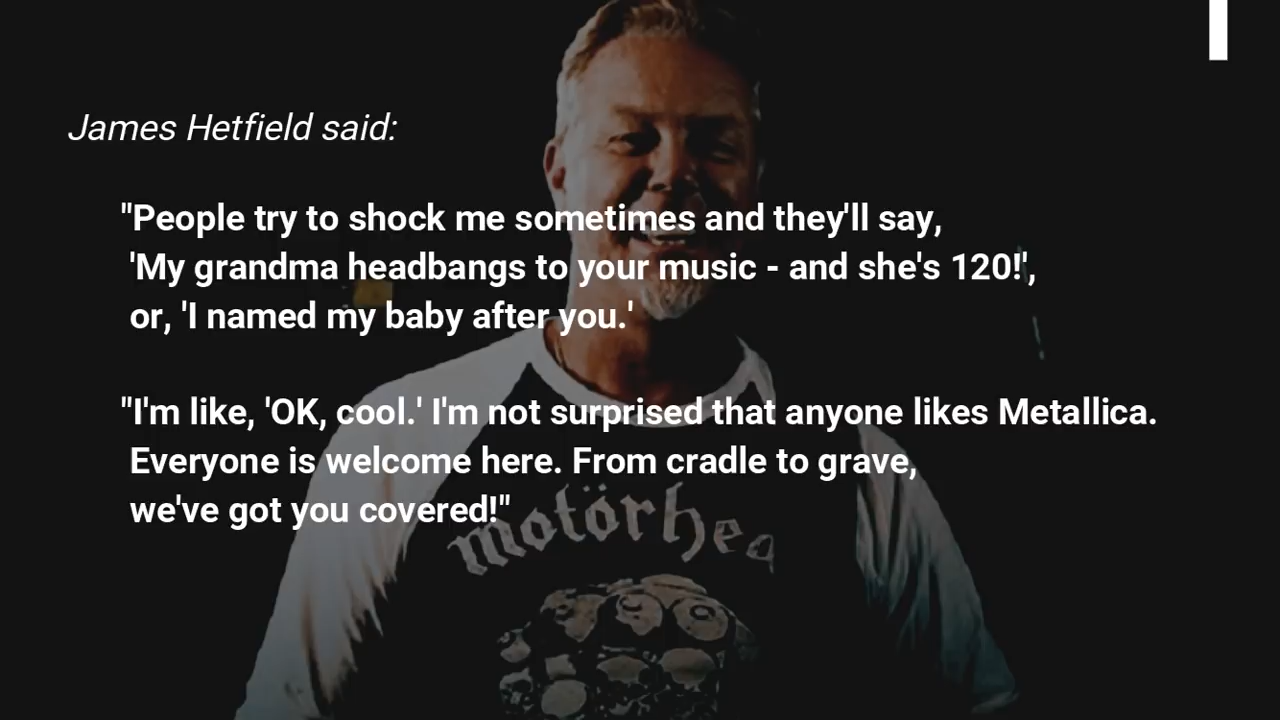 James Hetfield said:
"People try to shock me sometimes and they'll say,
'My grandma headbangs to your music - and she's 120!',
or, 'I named my baby after you.'
"I'm like, 'OK, cool.' I'm not surprised that anyone likes Metallica.
Everyone is welcome here. From cradle to grave,
we've got you covered!"
motörhea